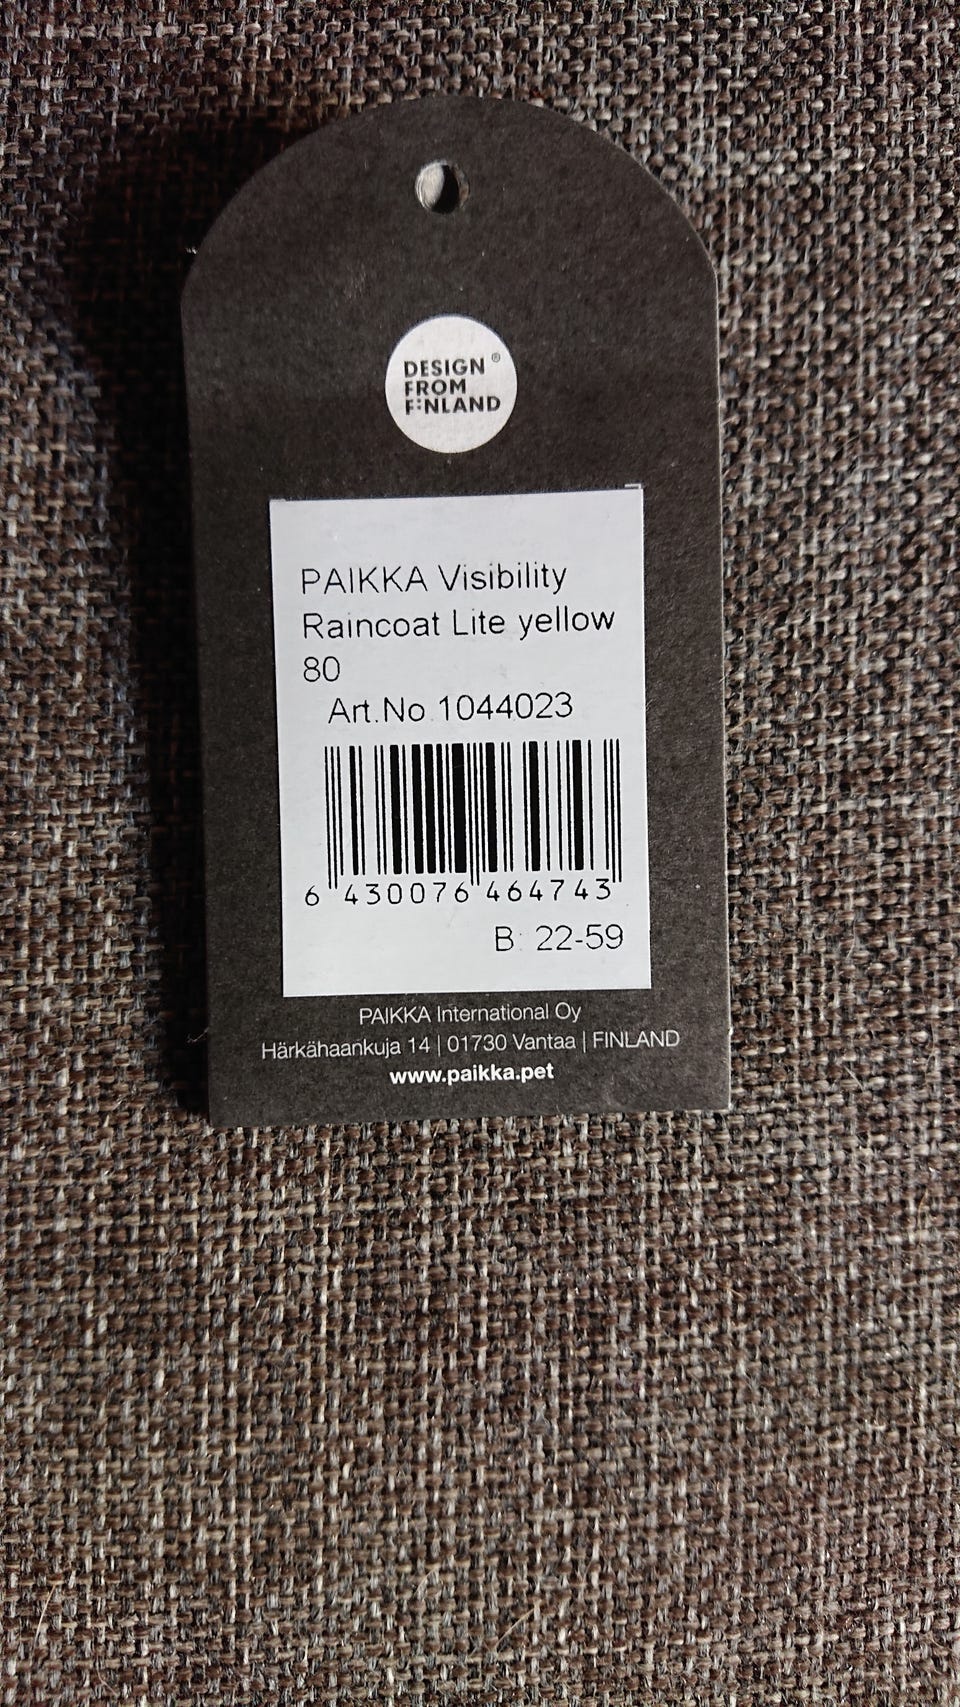 DESIGN ®
FROM
FINLAND
PAIKKA Visibility
Raincoat Lite yellow
80
Art.No 1044023
6 430076 464743
B: 22-59
PAIKKA International Oy
Härkähaankuja 14 | 01730 Vantaa | FINLAND
www.paikka.pet